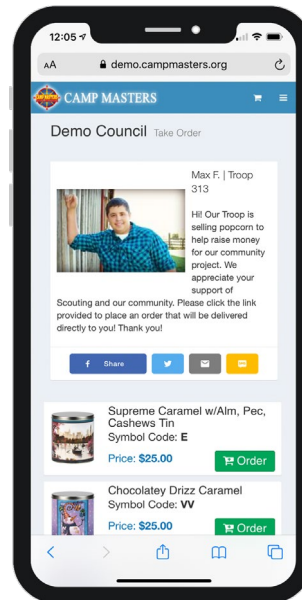 12:05
AA demo.campmasters.org
CAMP MASTERS
Demo Council Take Order
Max F. | Troop
313
Hi! Our Troop is
selling popcorn to
help raise money
for our community
project. We
appreciate your
support of
Scouting and our community. Please click the link
provided to place an order that will be delivered
directly to you! Thank you!
f Share
Supreme Caramel w/Alm, Pec,
Cashews Tin
Symbol Code: E
Price: $25.00 Order
Chocolatey Drizz Caramel
Symbol Code: VV
Price: $25.00 Order